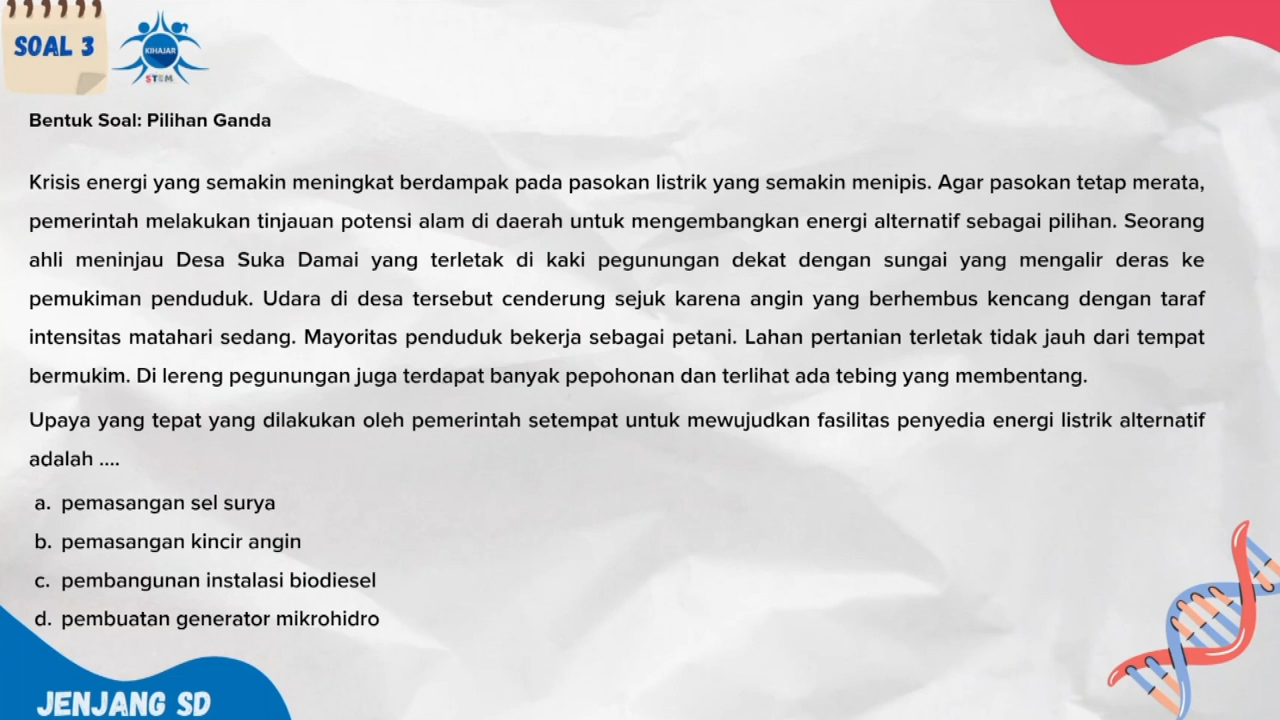 SOAL 3
KIHAJAR
STEM
Bentuk Soal: Pilihan Ganda
Krisis energi yang semakin meningkat berdampak pada pasokan listrik yang semakin menipis. Agar pasokan tetap merata,
pemerintah melakukan tinjauan potensi alam di daerah untuk mengembangkan energi alternatif sebagai pilihan. Seorang
ahli meninjau Desa Suka Damai yang terletak di kaki pegunungan dekat dengan sungai yang mengalir deras ke
pemukiman penduduk. Udara di desa tersebut cenderung sejuk karena angin yang berhembus kencang dengan taraf
intensitas matahari sedang. Mayoritas penduduk bekerja sebagai petani. Lahan pertanian terletak tidak jauh dari tempat
bermukim. Di lereng pegunungan juga terdapat banyak pepohonan dan terlihat ada tebing yang membentang.
Upaya yang tepat yang dilakukan oleh pemerintah setempat untuk mewujudkan fasilitas penyedia energi listrik alternatif
adalah ....
a. pemasangan sel surya
b. pemasangan kincir angin
c. pembangunan instalasi biodiesel
d. pembuatan generator mikrohidro
JENJANG SD